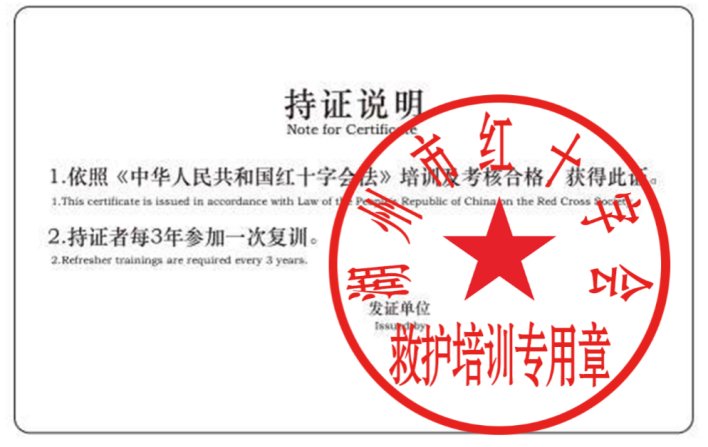 持证说明
Note for Certificate
1.依照《中华人民共和国红十字会法》培训及考核合格，获得此证。
1.This certificate is issued in accordance with Law of the People's Republic of China on the Red Cross Society.
2.持证者每3年参加一次复训。
2.Refresher trainings are required every 3 years.
发证单位
Issued by
潮州市红十字会
救护培训专用章